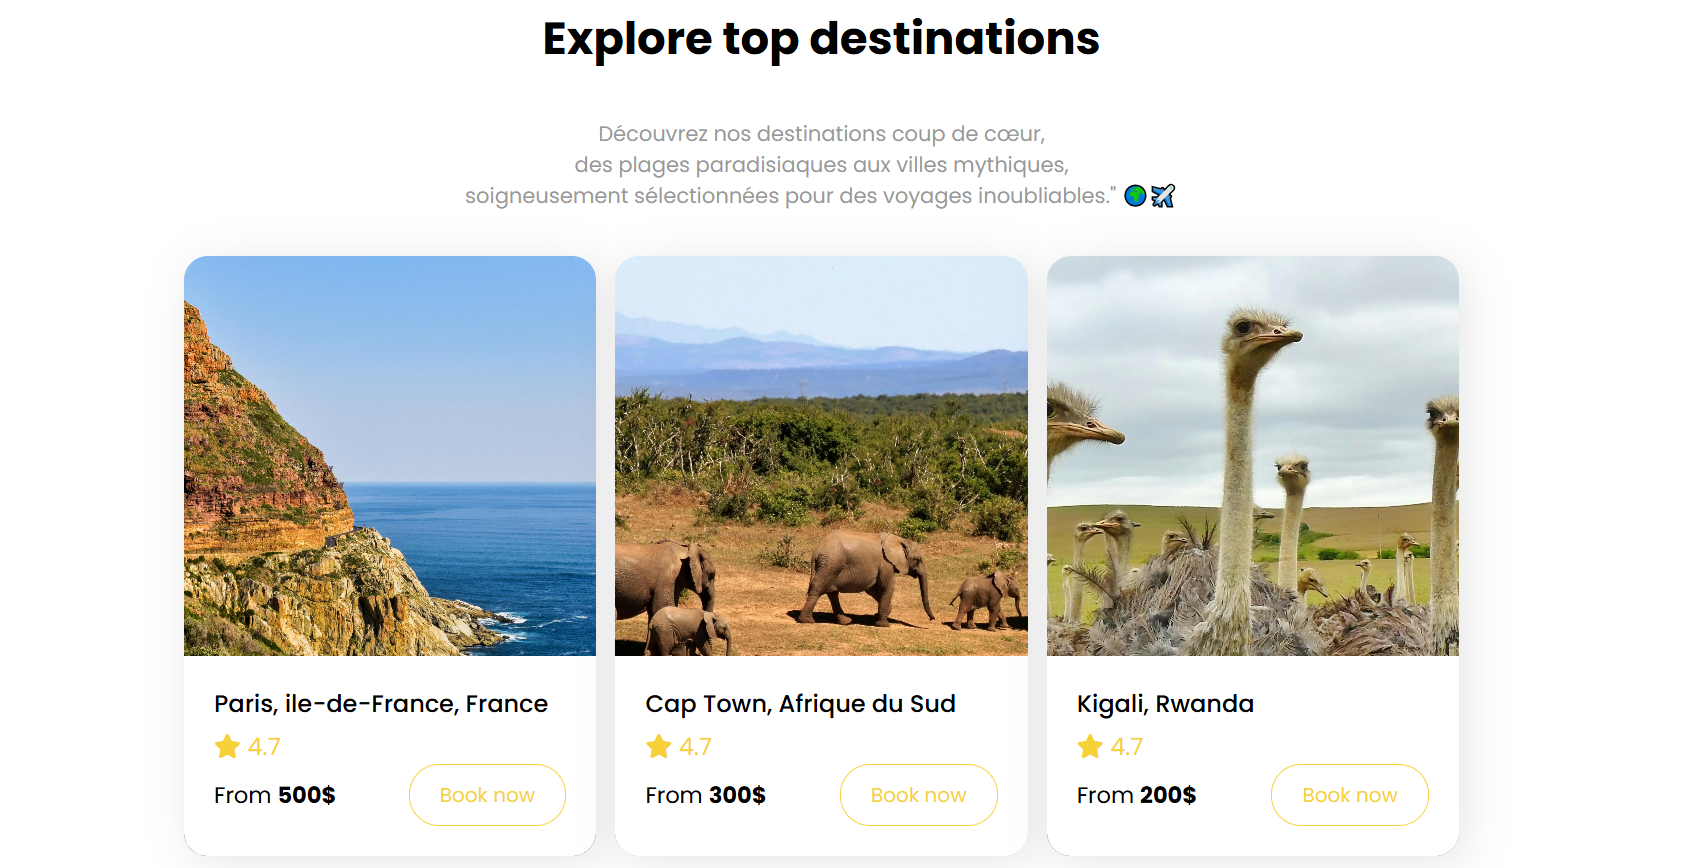 Explore top destinations
Découvrez nos destinations coup de cœur,
des plages paradisiaques aux villes mythiques,
soigneusement sélectionnées pour des voyages inoubliables." 🌍✈️
Paris, ile-de-France, France
4.7
From 500$
Book now
Cap Town, Afrique du Sud
4.7
From 300$
Book now
Kigali, Rwanda
4.7
From 200$
Book now